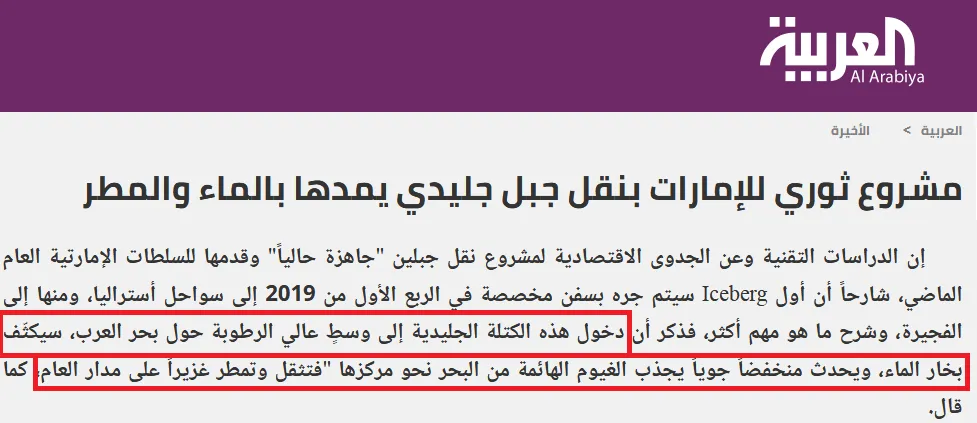 العربية
Al Arabiya
العربية > الأخيرة
مشروع ثوري للإمارات بنقل جبل جليدي يمدها بالماء والمطر
إن الدراسات التقنية وعن الجدوى الاقتصادية لمشروع نقل جبلين "جاهزة حالياً" وقدمها للسلطات الإمارتية العام
الماضي، شارحاً أن أول Iceberg سيتم جره بسفن مخصصة في الربع الأول من 2019 إلى سواحل أستراليا، ومنها إلى
الفجيرة، وشرح ما هو مهم أكثر، فذكر أن دخول هذه الكتلة الجليدية إلى وسطٍ عالي الرطوبة حول بحر العرب، سيكثّف
بخار الماء، ويحدث منخفضاً جوياً يجذب الغيوم الهائمة من البحر نحو مركزها "فتثقل وتمطر غزيراً على مدار العام، كما
قال.